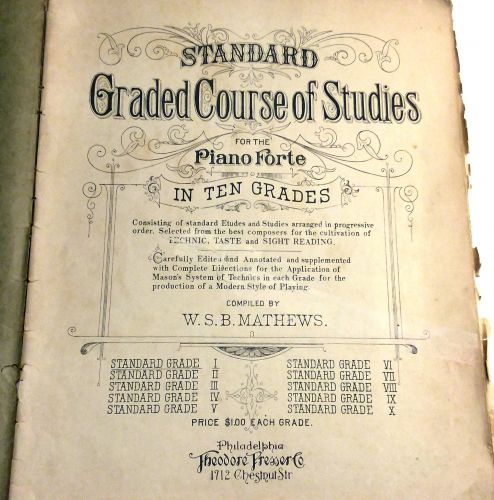 STANDARD
Graded Course of Studies
FOR THE
Piano Forte
IN TEN GRADES
Consisting of standard Etudes and Studies arranged in progressive
order, Selected from the best composers for the cultivation of
TECHNIC, TASTE and SIGHT READING.
Carefully Edited and Annotated and supplemented
with Complete Directions for the Application of
Mason's System of Technics in each Grade for the
production of a Modern Style of Playing
COMPILED BY
W. S. B. MATHEWS.
STANDARD GRADE I
STANDARD GRADE II
STANDARD GRADE III
STANDARD GRADE IV
STANDARD GRADE V
STANDARD GRADE VI
STANDARD GRADE VII
STANDARD GRADE VIII
STANDARD GRADE IX
STANDARD GRADE X
PRICE $1.00 EACH GRADE.
Philadelphia
Theodore Presser Co.
1712 Chestnut Str